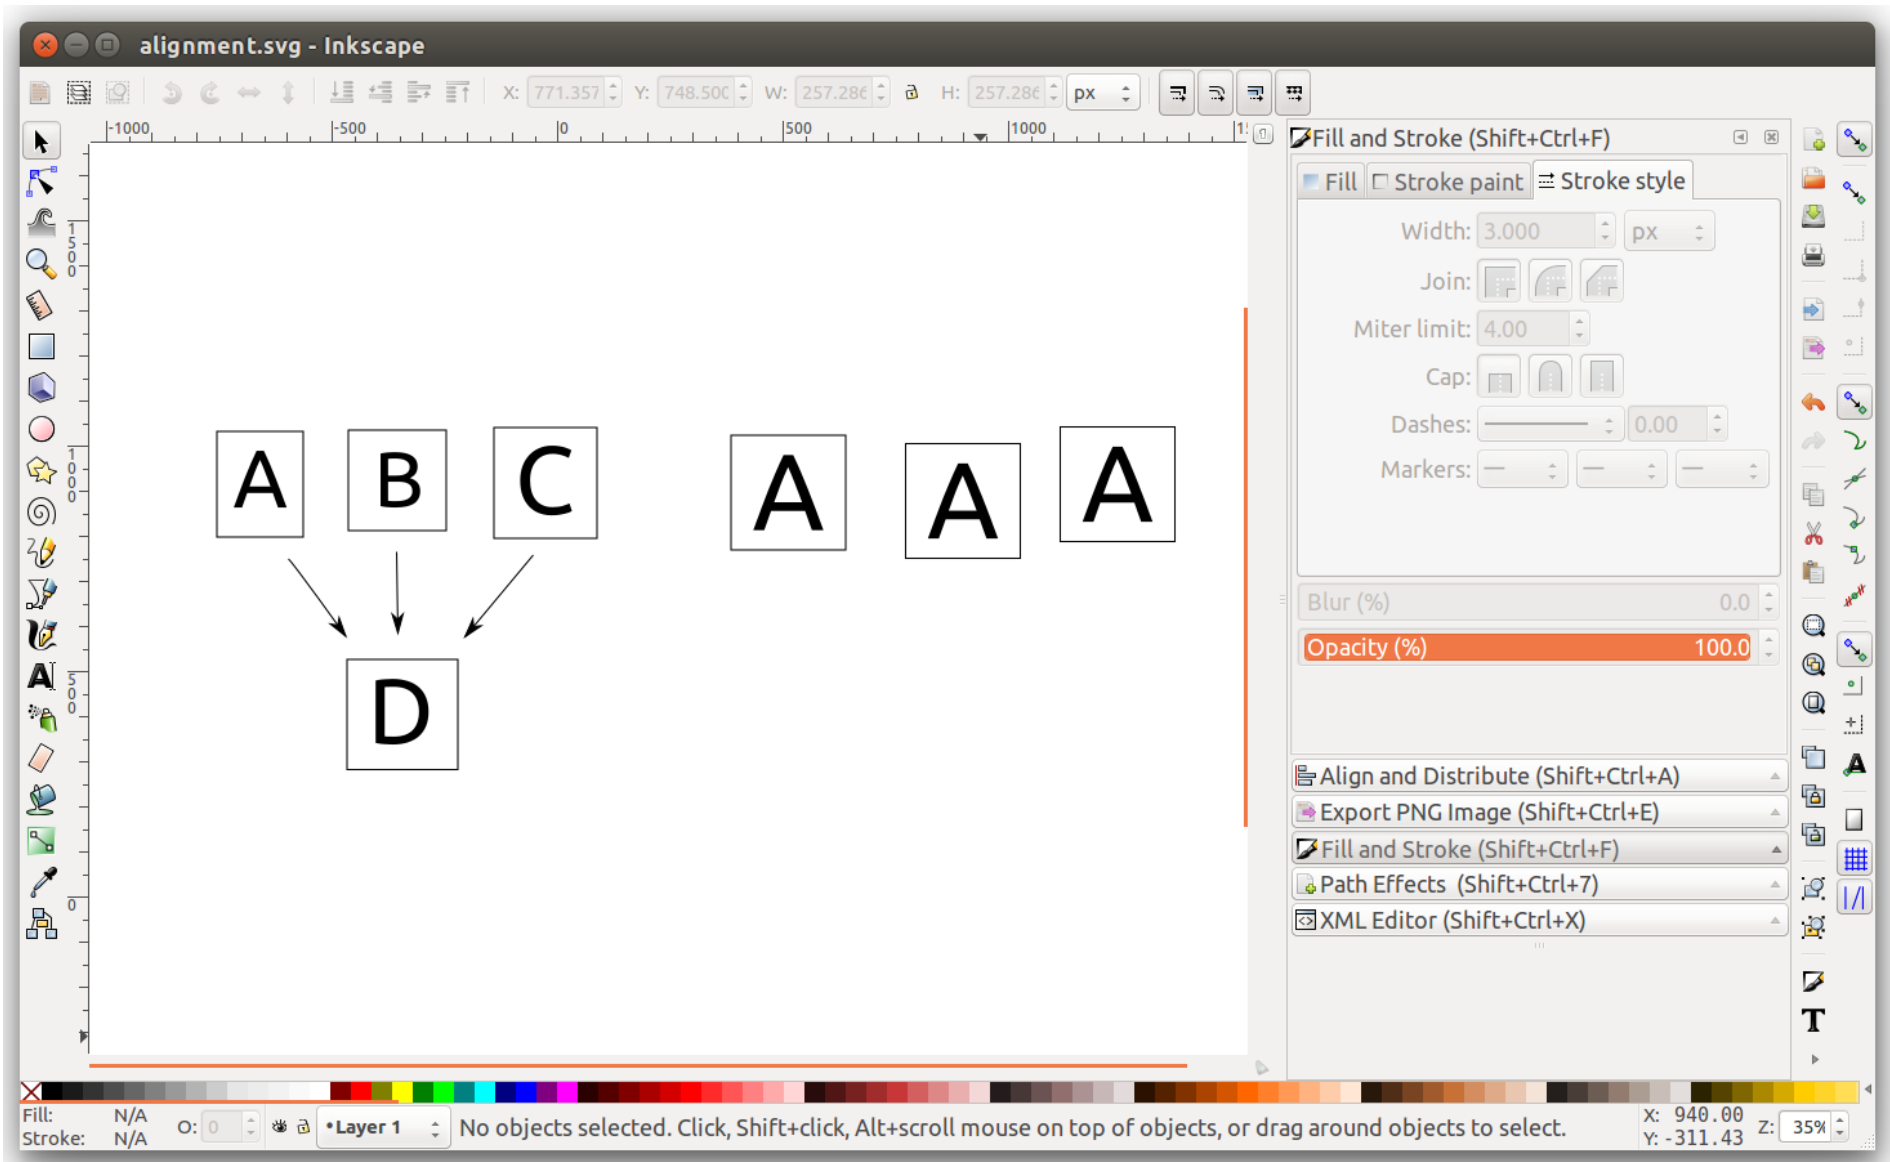 alignment.svg - Inkscape
X: 771.357 Y: 748.500 W: 257.286 H: 257.286 px
-1000 -500 0 500 1000
Fill and Stroke (Shift+Ctrl+F)
Fill Stroke paint Stroke style
Width: 3.000 px
Join:
Miter limit: 4.00
Cap:
Dashes: 0.00
Markers:
1500
1000
500
0
A B C A A A
D
Blur (%) 0.0
Opacity (%) 100.0
Align and Distribute (Shift+Ctrl+A)
Export PNG Image (Shift+Ctrl+E)
Fill and Stroke (Shift+Ctrl+F)
Path Effects (Shift+Ctrl+7)
XML Editor (Shift+Ctrl+X)
Fill: N/A
Stroke: N/A
O: 0
•Layer 1
No objects selected. Click, Shift+click, Alt+scroll mouse on top of objects, or drag around objects to select.
X: 940.00
Y: -311.43
Z: 35%